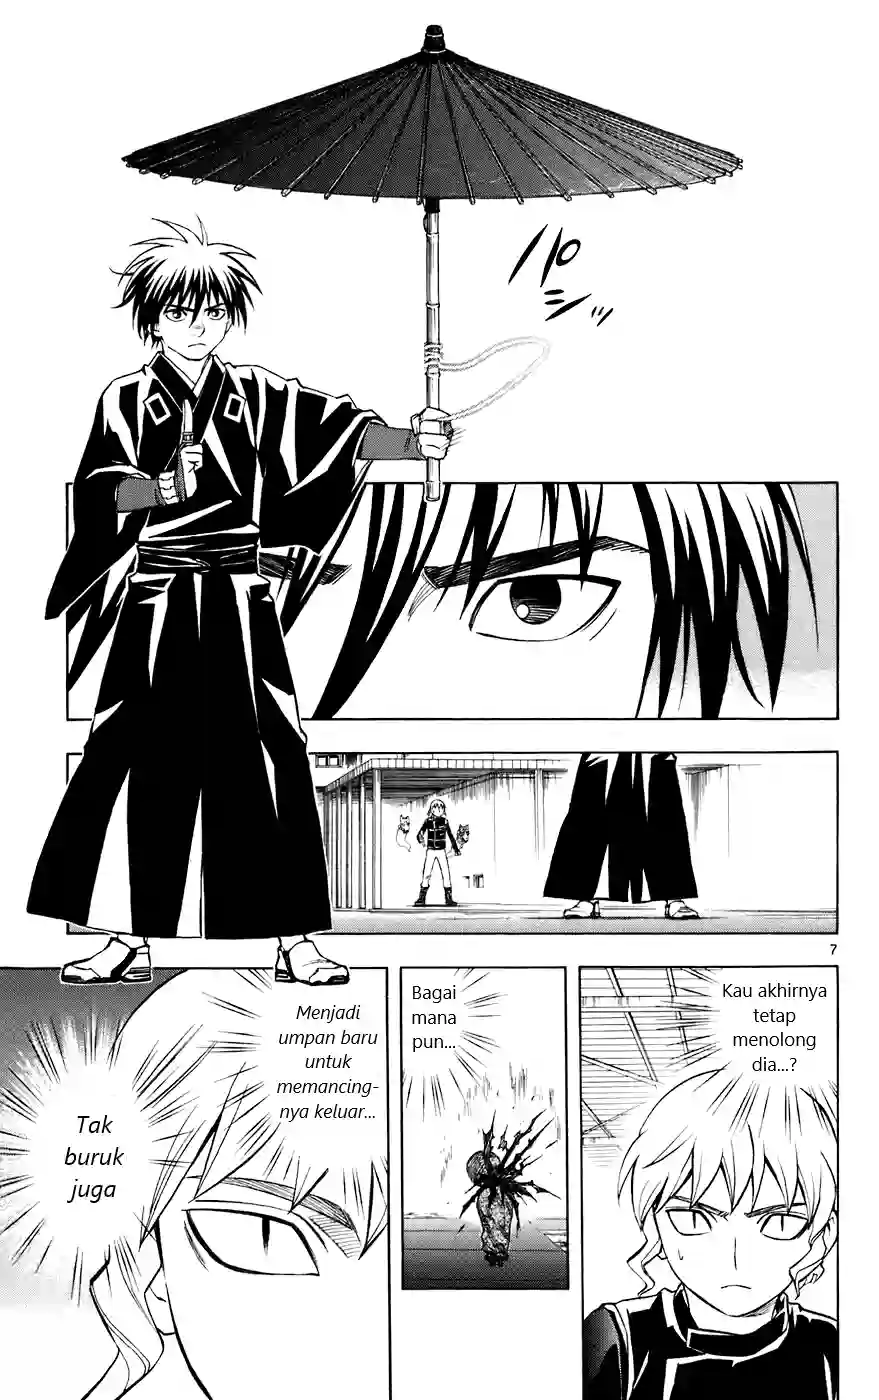 パシッ
7
Kau akhirnya
tetap
menolong
dia...?
Bagai
mana
pun...
Menjadi
umpan baru
untuk
memancing-
nya keluar...
Tak
buruk
juga